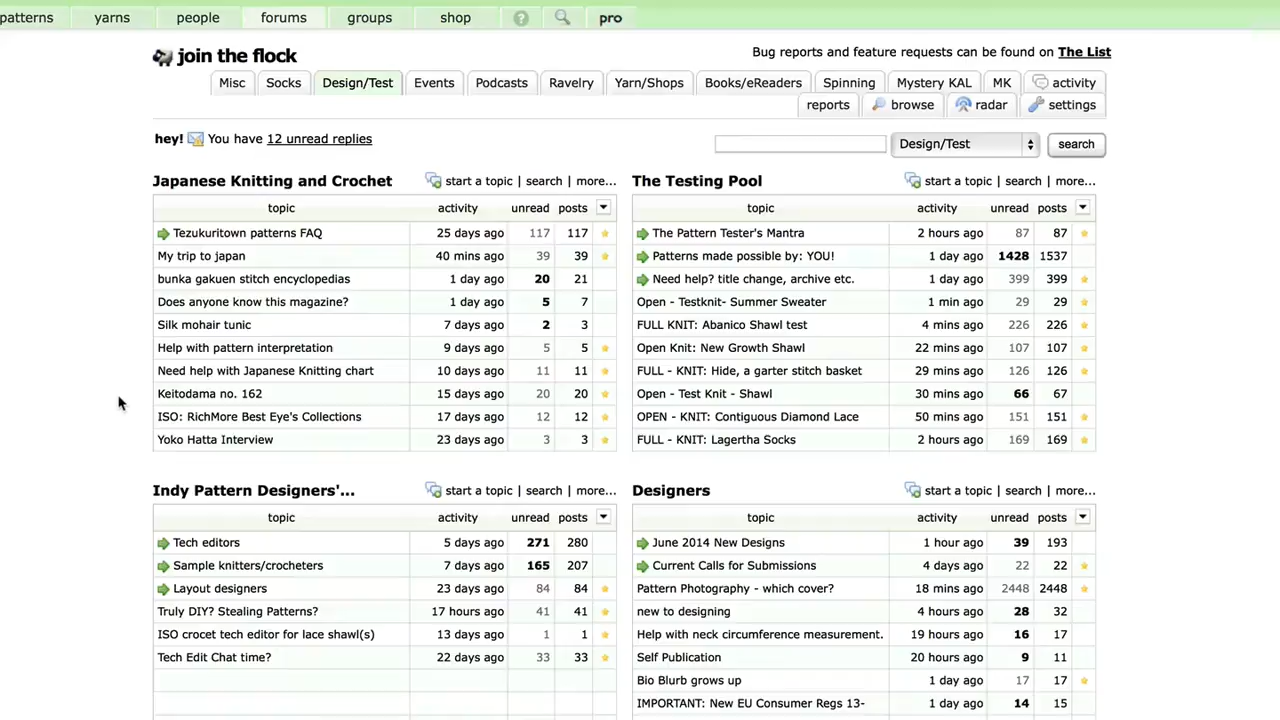 patterns yarns people forums groups shop ? pro
join the flock
Bug reports and feature requests can be found on The List
Misc Socks Design/Test Events Podcasts Ravelry Yarn/Shops Books/eReaders Spinning Mystery KAL MK activity
reports browse radar settings
hey! You have 12 unread replies
Design/Test search
Japanese Knitting and Crochet start a topic | search | more...
topic activity unread posts
Tezukuritown patterns FAQ 25 days ago 117 117
My trip to japan 40 mins ago 39 39
bunka gakuen stitch encyclopedias 1 day ago 20 21
Does anyone know this magazine? 1 day ago 5 7
Silk mohair tunic 7 days ago 2 3
Help with pattern interpretation 9 days ago 5 5
Need help with Japanese Knitting chart 10 days ago 11 11
Keitodama no. 162 15 days ago 20 20
ISO: RichMore Best Eye's Collections 17 days ago 12 12
Yoko Hatta Interview 23 days ago 3 3
The Testing Pool start a topic | search | more...
topic activity unread posts
The Pattern Tester's Mantra 2 hours ago 87 87
Patterns made possible by: YOU! 1 day ago 1428 1537
Need help? title change, archive etc. 1 day ago 399 399
Open - Testknit- Summer Sweater 1 min ago 29 29
FULL KNIT: Abanico Shawl test 4 mins ago 226 226
Open Knit: New Growth Shawl 22 mins ago 107 107
FULL - KNIT: Hide, a garter stitch basket 29 mins ago 126 126
Open - Test Knit - Shawl 30 mins ago 66 67
OPEN - KNIT: Contiguous Diamond Lace 50 mins ago 151 151
FULL - KNIT: Lagertha Socks 2 hours ago 169 169
Indy Pattern Designers'... start a topic | search | more...
topic activity unread posts
Tech editors 5 days ago 271 280
Sample knitters/crocheters 7 days ago 165 207
Layout designers 23 days ago 84 84
Truly DIY? Stealing Patterns? 17 hours ago 41 41
ISO crocet tech editor for lace shawl(s) 13 days ago 1 1
Tech Edit Chat time? 22 days ago 33 33
Designers start a topic | search | more...
topic activity unread posts
June 2014 New Designs 1 hour ago 39 193
Current Calls for Submissions 4 days ago 22 22
Pattern Photography - which cover? 18 mins ago 2448 2448
new to designing 4 hours ago 28 32
Help with neck circumference measurement. 19 hours ago 16 17
Self Publication 20 hours ago 9 11
Bio Blurb grows up 1 day ago 17 17
IMPORTANT: New EU Consumer Regs 13- 1 day ago 14 15